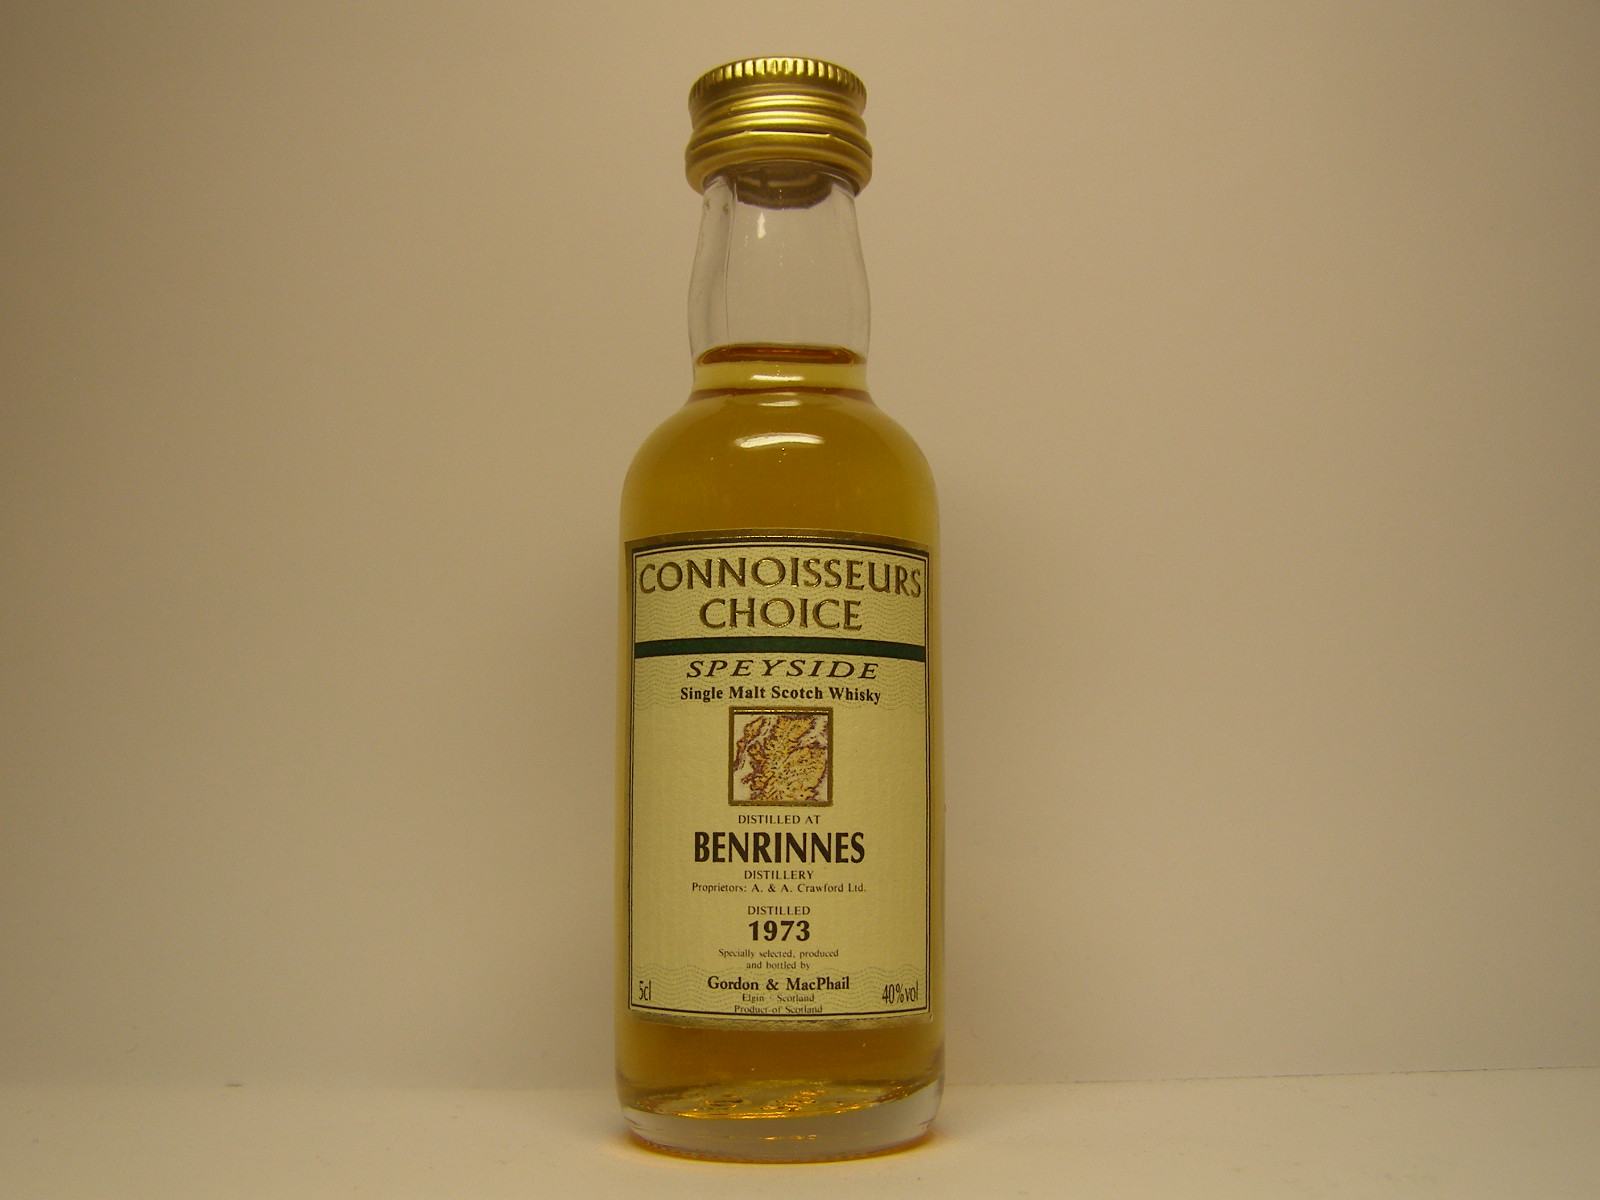 CONNOISSEURS
CHOICE
SPEYSIDE
Single Malt Scotch Whisky
DISTILLED AT
BENRINNES
DISTILLERY
Proprietors: A. & A. Crawford Ltd.
DISTILLED
1973
Specially selected, produced
and bottled by
Gordon & MacPhail
5cl Elgin - Scotland 40%vol
Product of Scotland